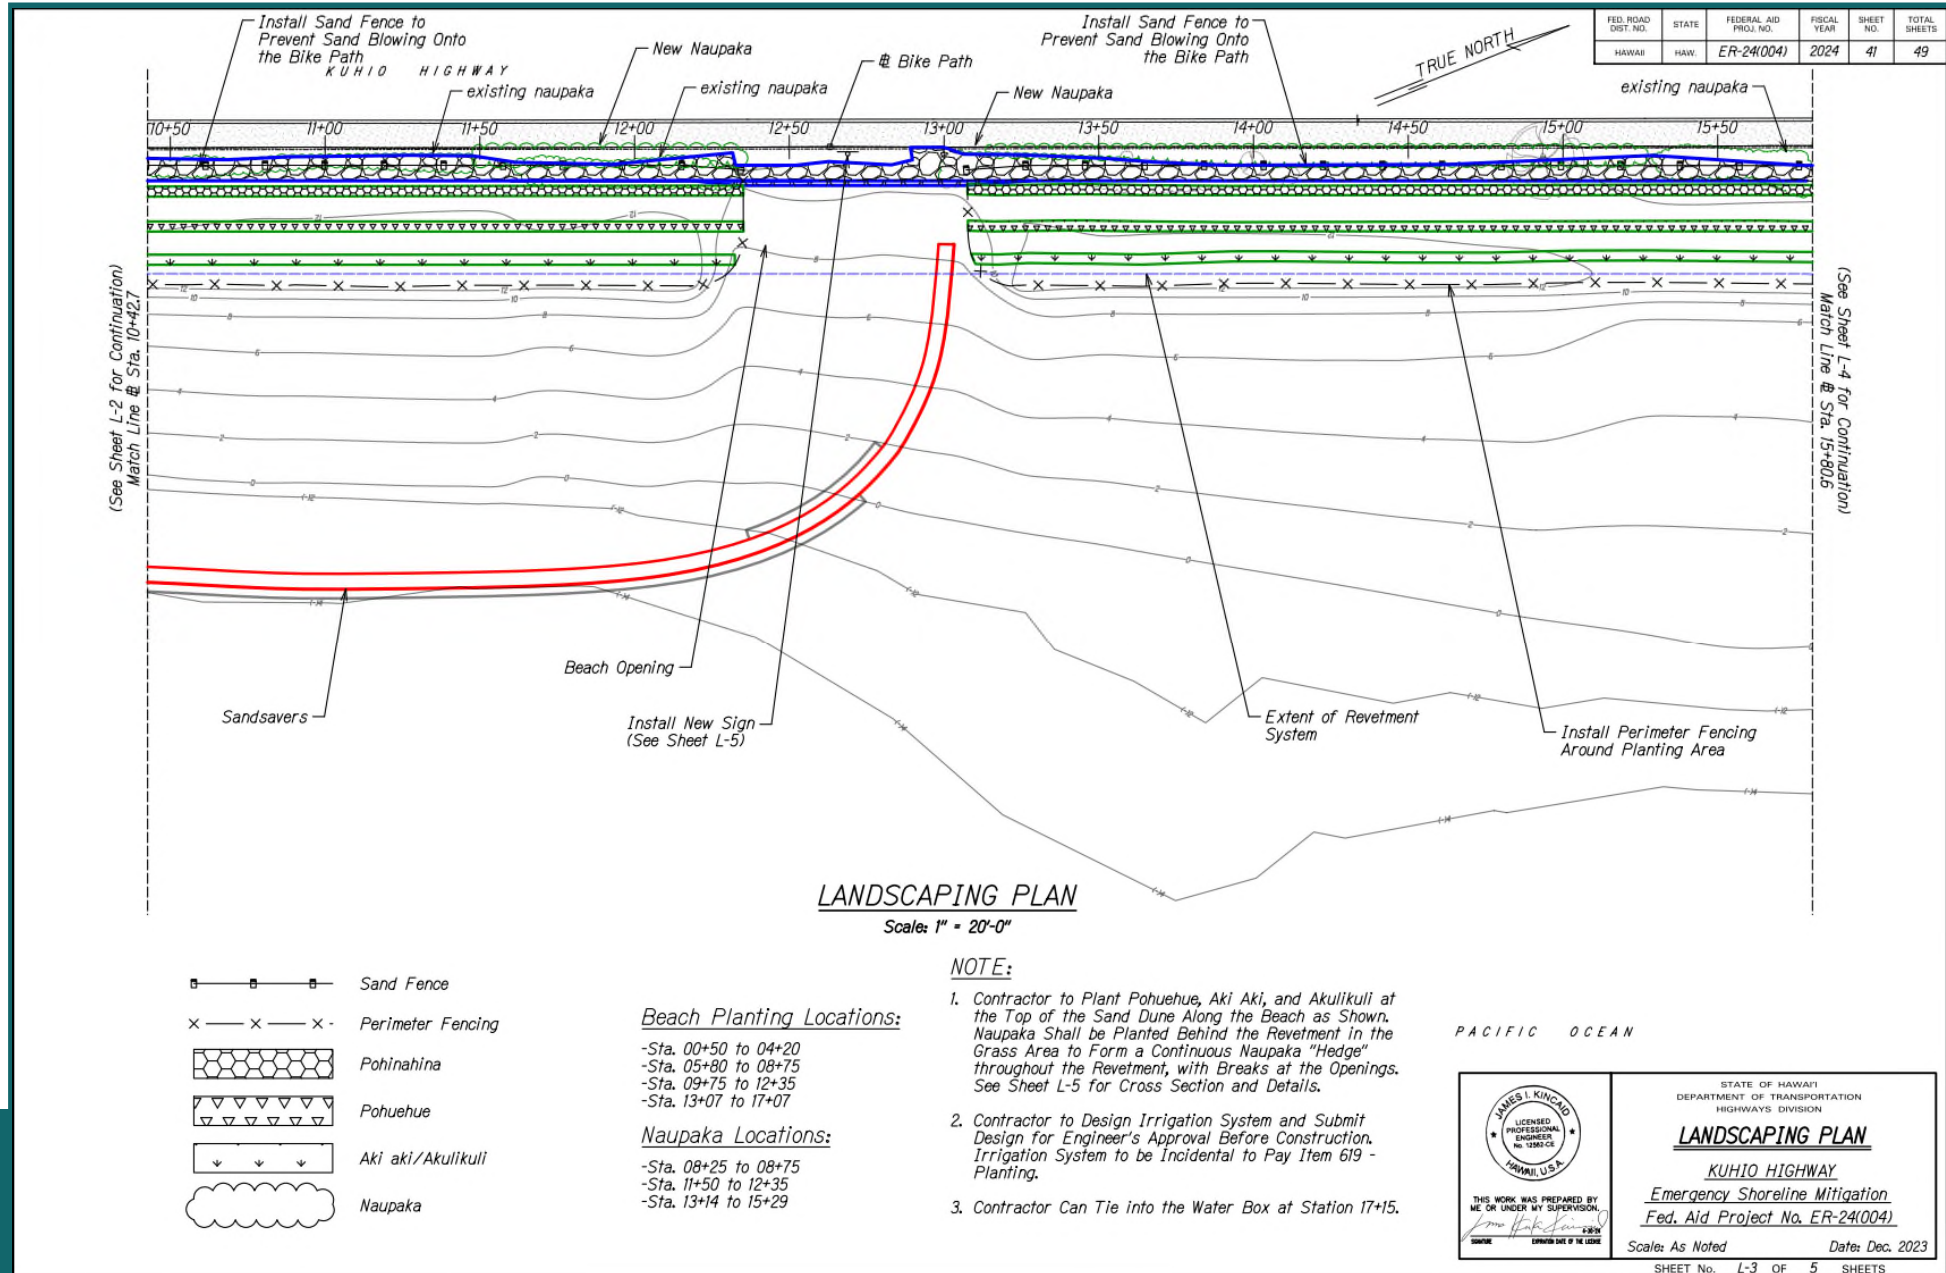 Install Sand Fence to
Prevent Sand Blowing Onto
the Bike Path
KUHIO HIGHWAY
existing naupaka
New Naupaka
existing naupaka
℄ Bike Path
Install Sand Fence to
Prevent Sand Blowing Onto
the Bike Path
New Naupaka
TRUE NORTH
existing naupaka
FED. ROAD DIST. NO.
STATE
FEDERAL AID PROJ. NO.
FISCAL YEAR
SHEET NO.
TOTAL SHEETS
HAWAII
HAW.
ER-24(004)
2024
41
49
10+50 11+00 11+50 12+00 12+50 13+00 13+50 14+00 14+50 15+00 15+50
(See Sheet L-2 for Continuation)
Match Line ℄ Sta. 10+42.7
(See Sheet L-4 for Continuation)
Match Line ℄ Sta. 15+80.6
Beach Opening
Sandsavers
Install New Sign
(See Sheet L-5)
Extent of Revetment
System
Install Perimeter Fencing
Around Planting Area
LANDSCAPING PLAN
Scale: 1" = 20'-0"
Sand Fence
Perimeter Fencing
Pohinahina
Pohuehue
Aki aki/Akulikuli
Naupaka
Beach Planting Locations:
-Sta. 00+50 to 04+20
-Sta. 05+80 to 08+75
-Sta. 09+75 to 12+35
-Sta. 13+07 to 17+07
Naupaka Locations:
-Sta. 08+25 to 08+75
-Sta. 11+50 to 12+35
-Sta. 13+14 to 15+29
NOTE:
1. Contractor to Plant Pohuehue, Aki Aki, and Akulikuli at
the Top of the Sand Dune Along the Beach as Shown.
Naupaka Shall be Planted Behind the Revetment in the
Grass Area to Form a Continuous Naupaka "Hedge"
throughout the Revetment, with Breaks at the Openings.
See Sheet L-5 for Cross Section and Details.
2. Contractor to Design Irrigation System and Submit
Design for Engineer's Approval Before Construction.
Irrigation System to be Incidental to Pay Item 619 -
Planting.
3. Contractor Can Tie into the Water Box at Station 17+15.
PACIFIC OCEAN
JAMES I. KINCAID
LICENSED
PROFESSIONAL
ENGINEER
No. 12582-CE
HAWAII, U.S.A.
THIS WORK WAS PREPARED BY
ME OR UNDER MY SUPERVISION.
SIGNATURE
EXPIRATION DATE OF THE LICENSE
STATE OF HAWAI'I
DEPARTMENT OF TRANSPORTATION
HIGHWAYS DIVISION
LANDSCAPING PLAN
KUHIO HIGHWAY
Emergency Shoreline Mitigation
Fed. Aid Project No. ER-24(004)
Scale: As Noted
Date: Dec. 2023
SHEET No. L-3 OF 5 SHEETS